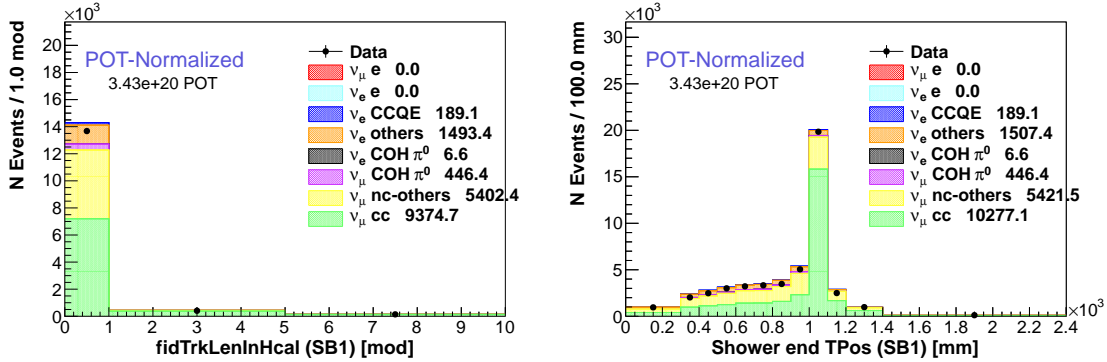 ×10³
N Events / 1.0 mod
20
18
16
14
12
10
8
6
4
2
0
POT-Normalized
3.43e+20 POT
Data
νμ e 0.0
νe e 0.0
νe CCQE 189.1
νe others 1493.4
νe COH π⁰ 6.6
νμ COH π⁰ 446.4
νμ nc-others 5402.4
νμ cc 9374.7
0 1 2 3 4 5 6 7 8 9 10
fidTrkLenInHcal (SB1) [mod]
×10³
N Events / 100.0 mm
30
25
20
15
10
5
0
POT-Normalized
3.43e+20 POT
Data
νμ e 0.0
νe e 0.0
νe CCQE 189.1
νe others 1507.4
νe COH π⁰ 6.6
νμ COH π⁰ 446.4
νμ nc-others 5421.5
νμ cc 10277.1
0 0.2 0.4 0.6 0.8 1.0 1.2 1.4 1.6 1.8 2.0 2.2 2.4
×10³
Shower end TPos (SB1) [mm]